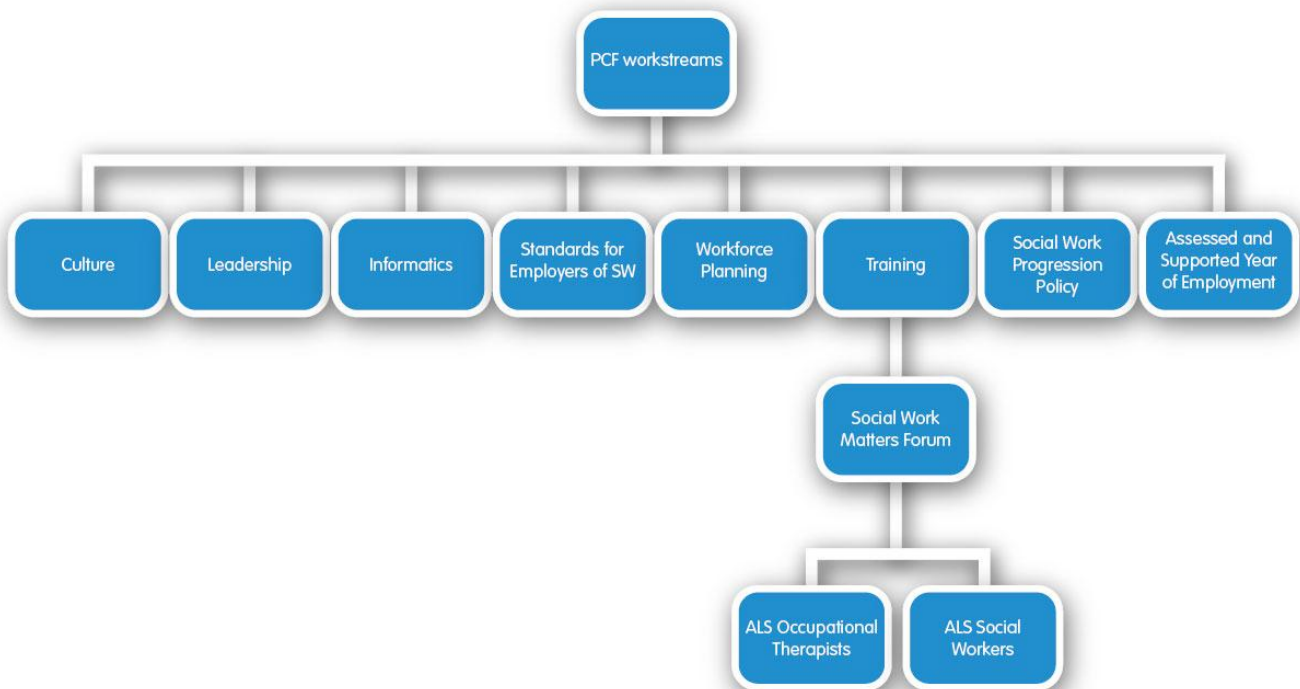 PCF workstreams
Culture
Leadership
Informatics
Standards for
Employers of SW
Workforce
Planning
Training
Social Work
Progression
Policy
Assessed and
Supported Year
of Employment
Social Work
Matters Forum
ALS Occupational
Therapists
ALS Social
Workers